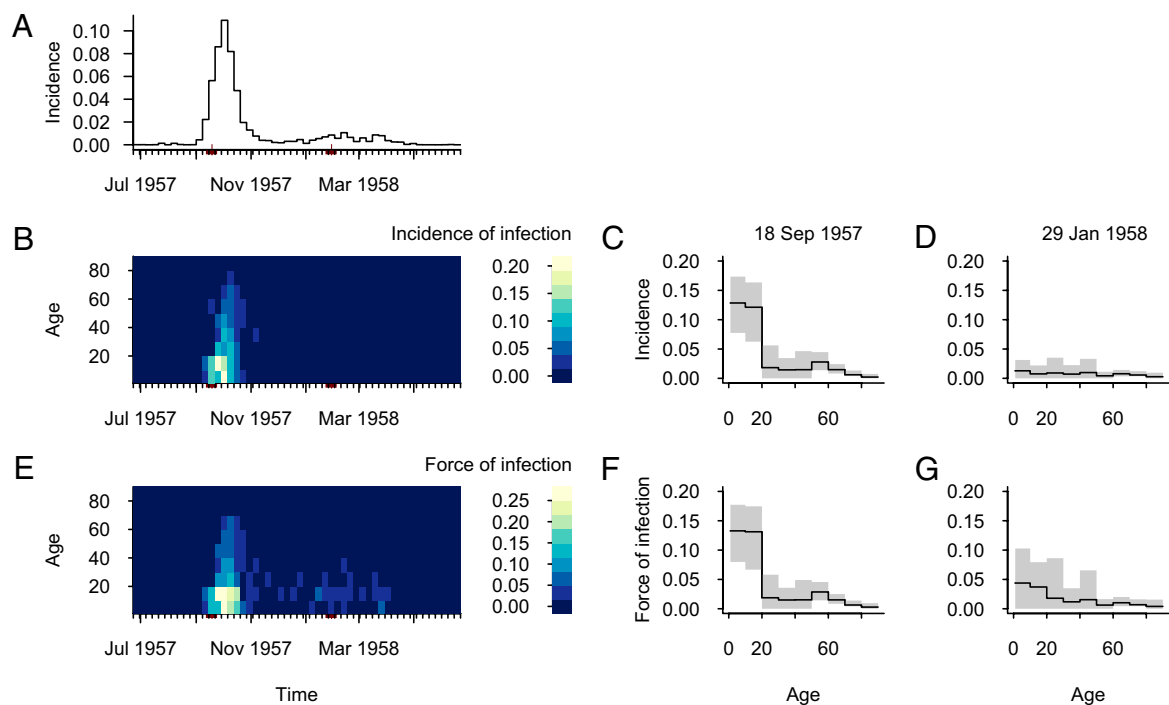 A
Incidence
0.10
0.08
0.06
0.04
0.02
0.00
Jul 1957 Nov 1957 Mar 1958
B
Incidence of infection
Age
80
60
40
20
0.20
0.15
0.10
0.05
0.00
Jul 1957 Nov 1957 Mar 1958
C
18 Sep 1957
Incidence
0.20
0.15
0.10
0.05
0.00
0 20 60
D
29 Jan 1958
0.20
0.15
0.10
0.05
0.00
0 20 60
E
Force of infection
Age
80
60
40
20
0.25
0.20
0.15
0.10
0.05
0.00
Jul 1957 Nov 1957 Mar 1958
Time
F
Force of infection
0.20
0.15
0.10
0.05
0.00
0 20 60
Age
G
0.20
0.15
0.10
0.05
0.00
0 20 60
Age